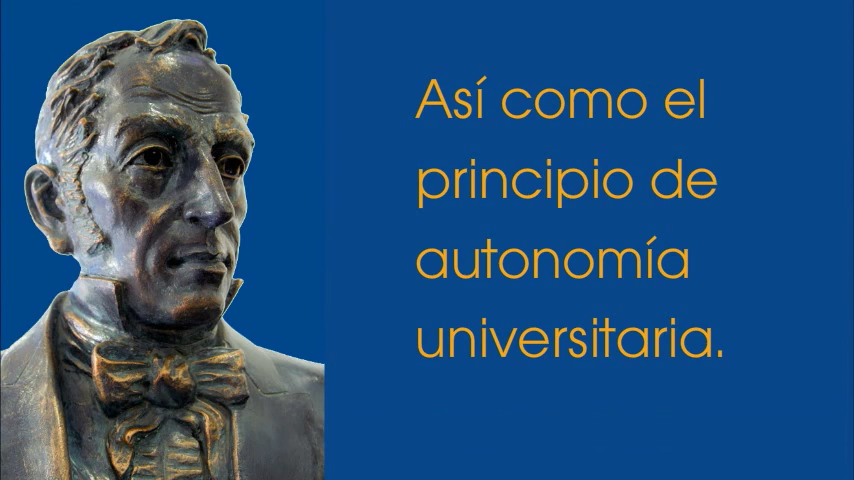 Así como el
principio de
autonomía
universitaria.